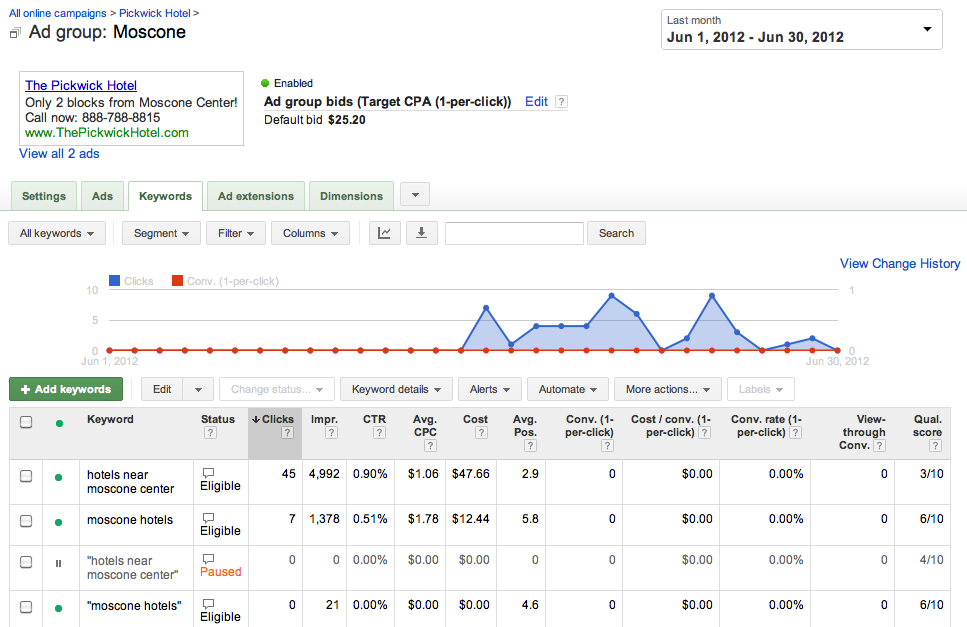 All online campaigns > Pickwick Hotel >
Ad group: Moscone
Last month
Jun 1, 2012 - Jun 30, 2012
The Pickwick Hotel
Only 2 blocks from Moscone Center!
Call now: 888-788-8815
www.ThePickwickHotel.com
View all 2 ads
Enabled
Ad group bids (Target CPA (1-per-click)) Edit ?
Default bid $25.20
Settings Ads Keywords Ad extensions Dimensions
All keywords Segment Filter Columns Search
View Change History
Clicks Conv. (1-per-click)
10 1
5
0 0
Jun 1, 2012 Jun 30, 2012
+ Add keywords Edit Change status... Keyword details Alerts Automate More actions... Labels
Keyword Status Clicks Impr. CTR Avg. Cost Avg. Conv. (1- Cost / conv. (1- Conv. rate (1- View- Qual.
? ? ? ? CPC ? Pos. per-click) per-click) ? per-click) ? through score
? ? ? Conv. ? ?
hotels near 45 4,992 0.90% $1.06 $47.66 2.9 0 $0.00 0.00% 0 3/10
moscone center Eligible
moscone hotels 7 1,378 0.51% $1.78 $12.44 5.8 0 $0.00 0.00% 0 6/10
Eligible
"hotels near 0 0 0.00% $0.00 $0.00 0 0 $0.00 0.00% 0 4/10
moscone center" Paused
"moscone hotels" 0 21 0.00% $0.00 $0.00 4.6 0 $0.00 0.00% 0 6/10
Eligible